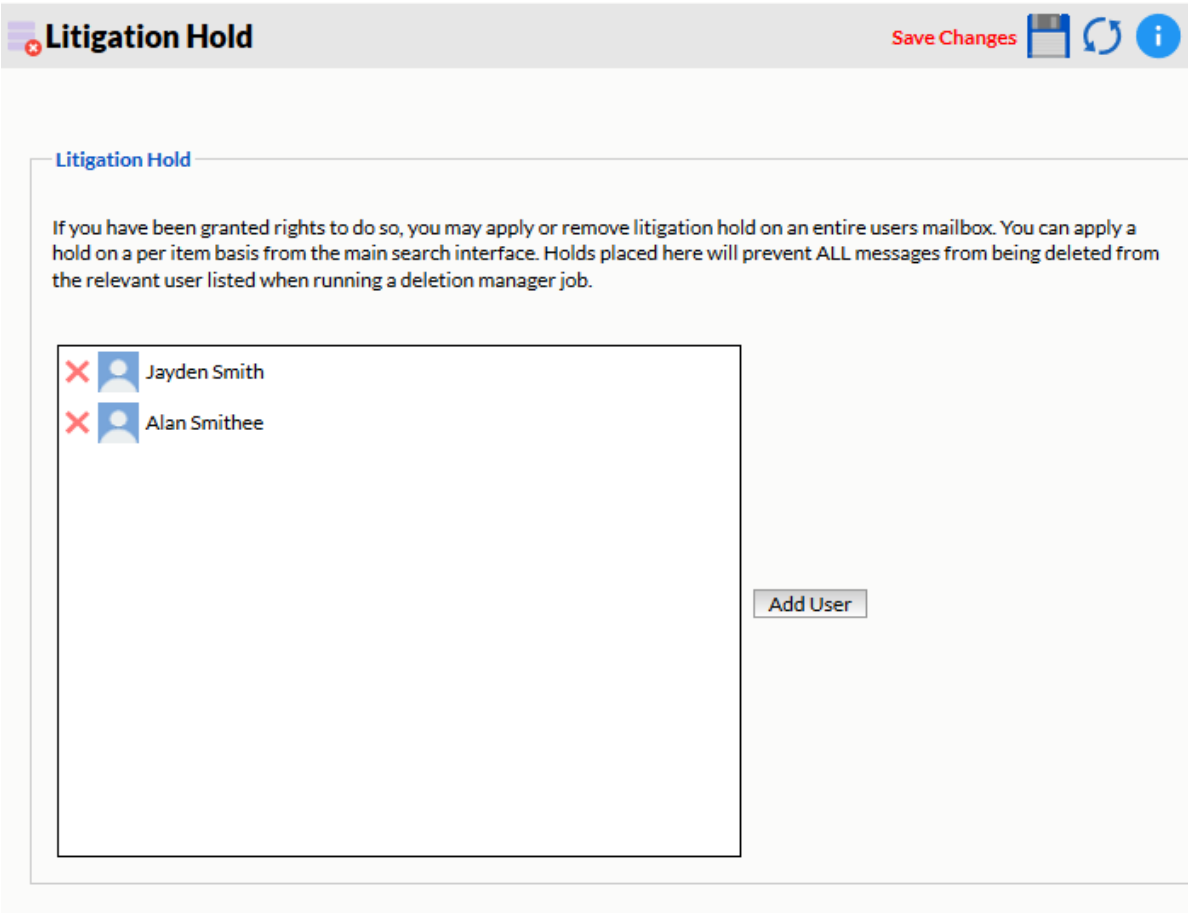 Litigation Hold
Save Changes
Litigation Hold
If you have been granted rights to do so, you may apply or remove litigation hold on an entire users mailbox. You can apply a
hold on a per item basis from the main search interface. Holds placed here will prevent ALL messages from being deleted from
the relevant user listed when running a deletion manager job.
Jayden Smith
Alan Smithee
Add User